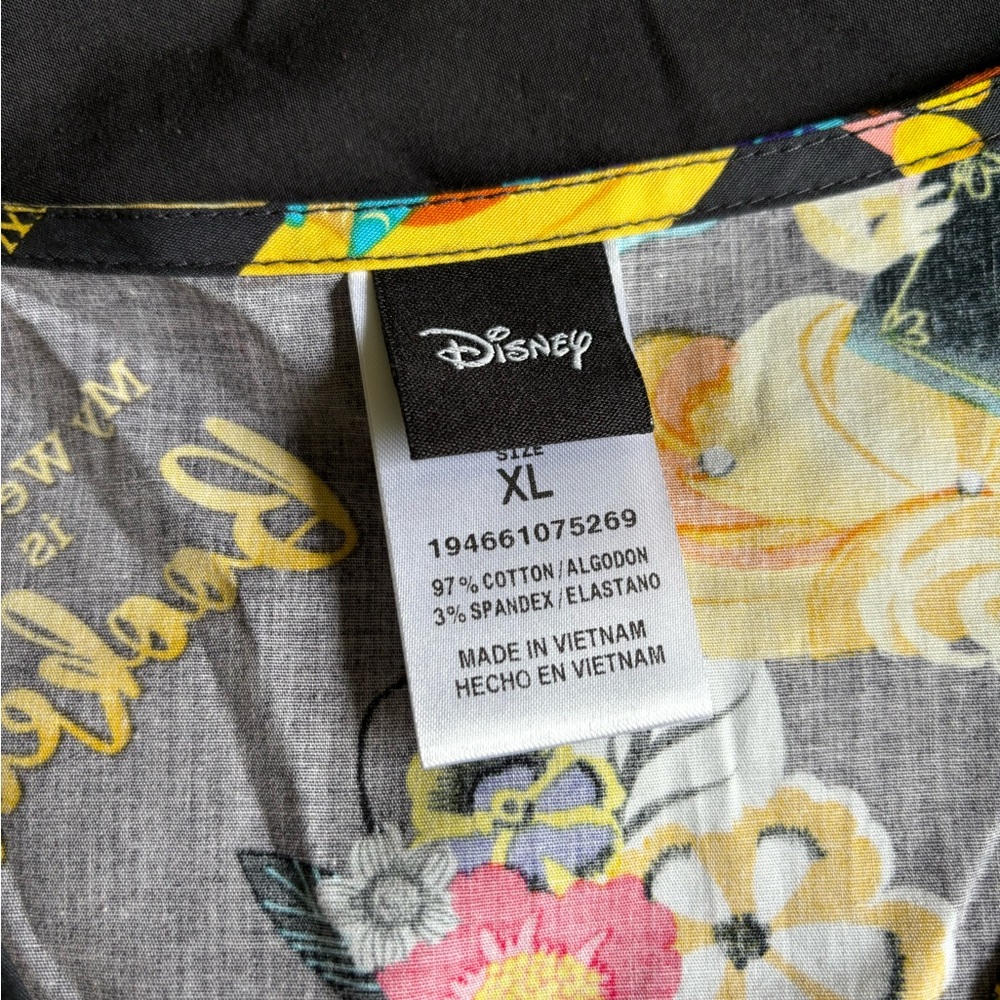 Disney
SIZE
XL
194661075269
97% COTTON/ALGODON
3% SPANDEX/ELASTANO
MADE IN VIETNAM
HECHO EN VIETNAM
My
is